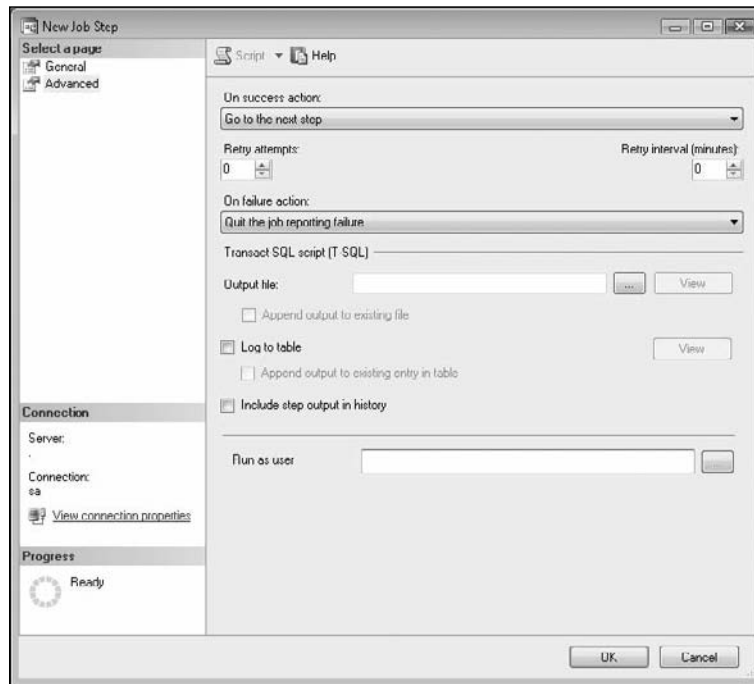 New Job Step
Select a page
General
Advanced
Script
Help
On success action:
Go to the next step
Retry attempts:
Retry interval (minutes):
0
0
On failure action:
Quit the job reporting failure
Transact SQL script (T-SQL)
Output file:
...
View
Append output to existing file
Log to table
View
Append output to existing entry in table
Include step output in history
Run as user
...
Connection
Server:
.
Connection:
sa
View connection properties
Progress
Ready
OK
Cancel